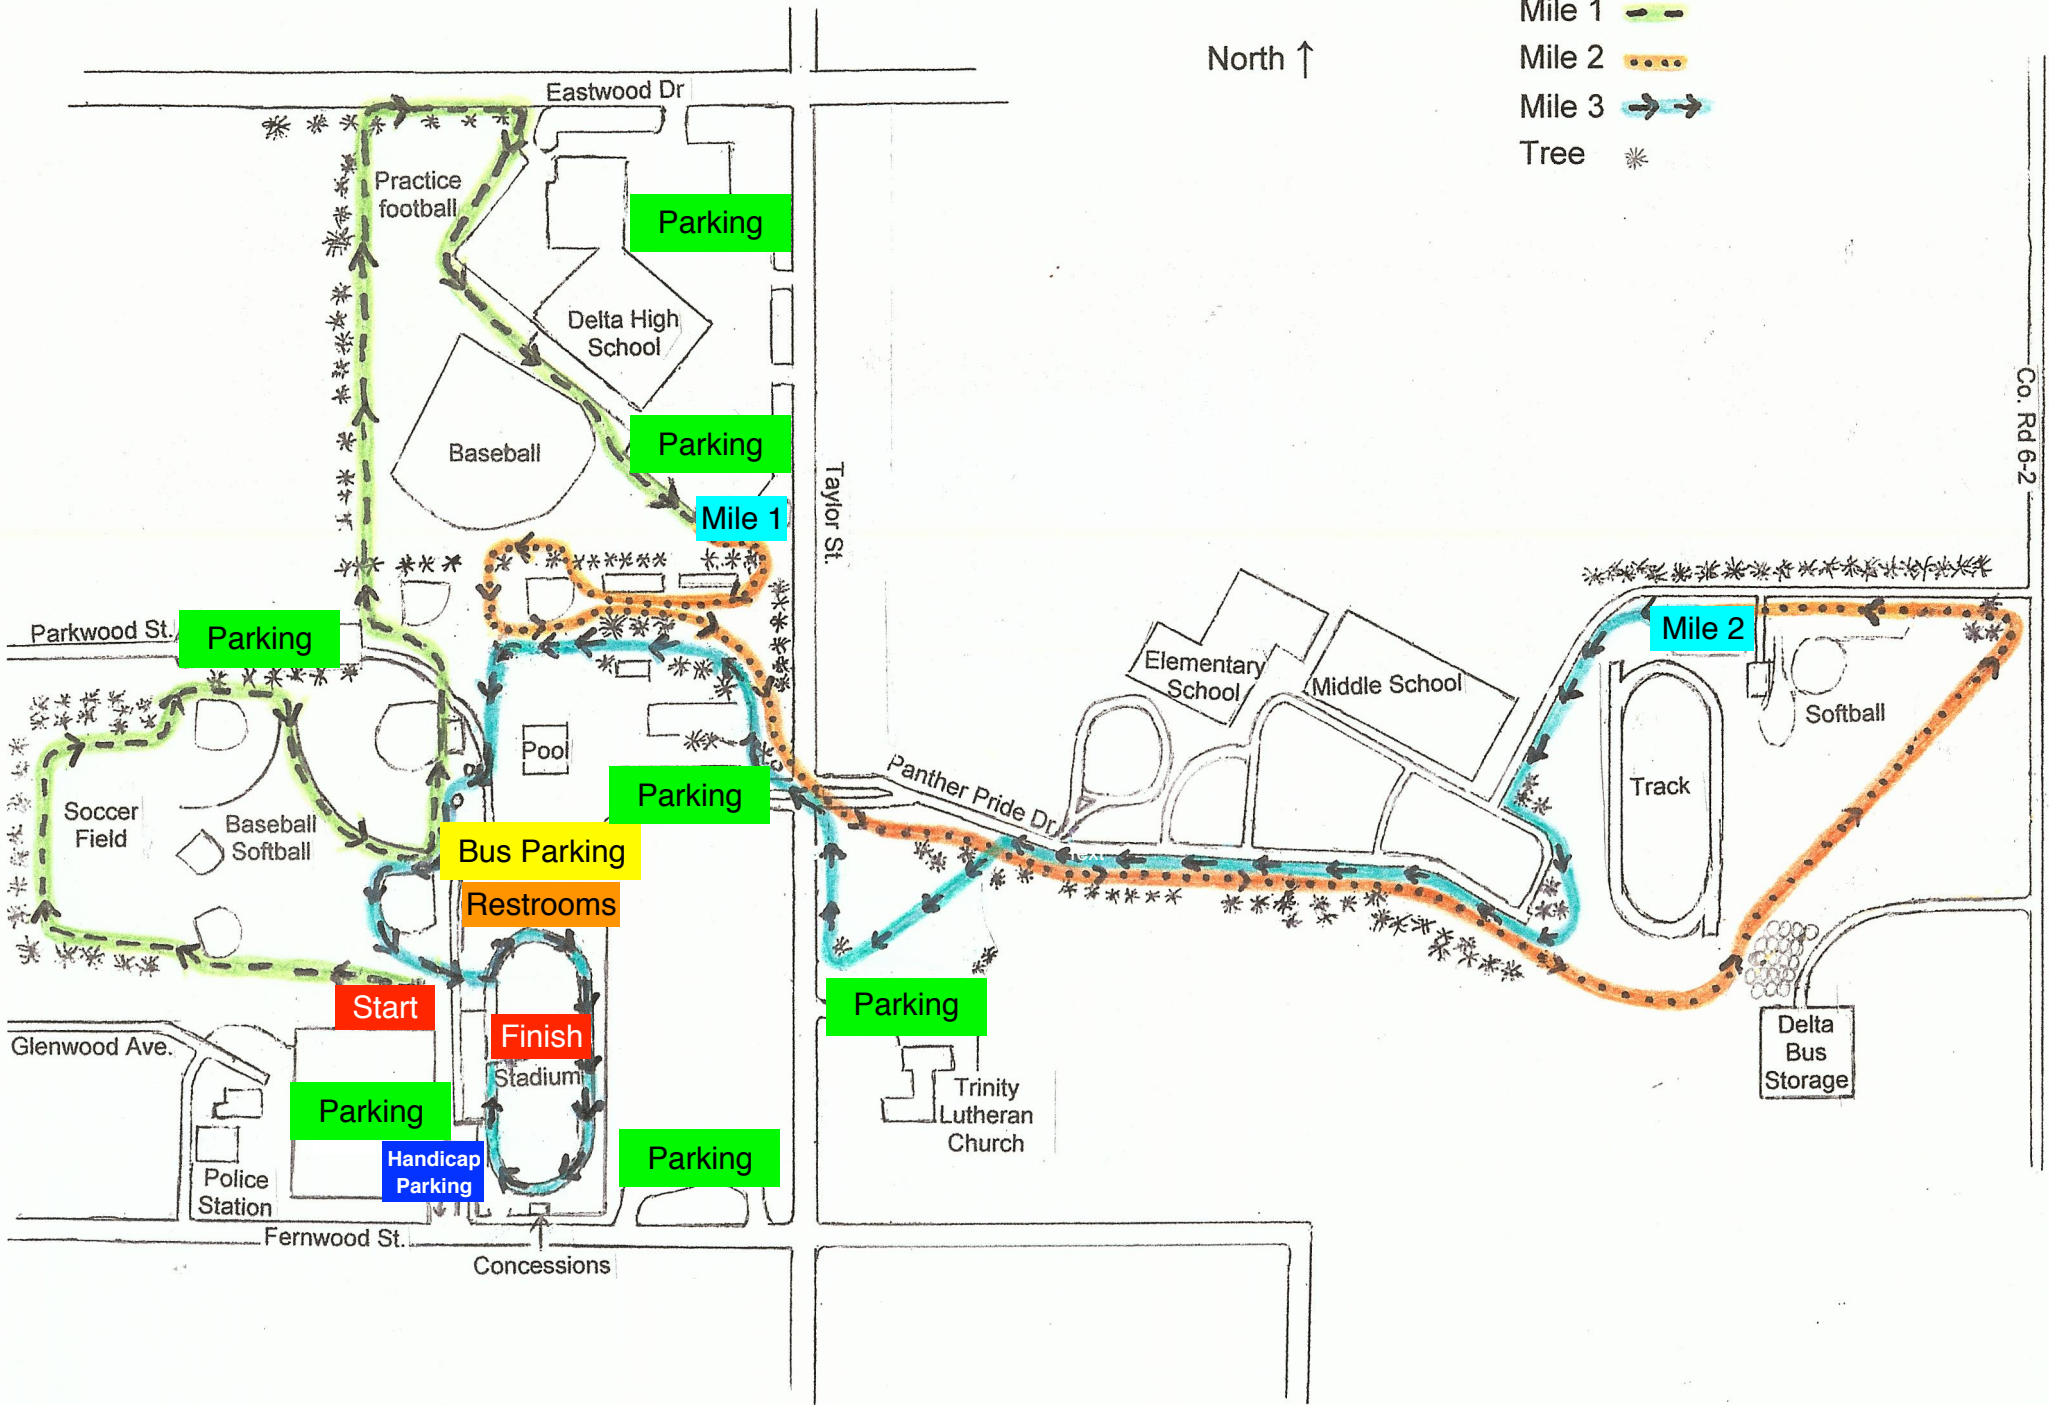 Mile 1
North ↑
Mile 2
Mile 3
Tree
Eastwood Dr
Practice
football
Parking
Delta High
School
Parking
Baseball
Mile 1
Taylor St.
Co. Rd 6-2
Parkwood St.
Parking
Mile 2
Elementary
School
Middle School
Softball
Pool
Parking
Panther Pride Dr.
Track
Soccer
Field
Baseball
Softball
Bus Parking
Restrooms
Start
Finish
Parking
Stadium
Glenwood Ave.
Delta
Bus
Storage
Parking
Trinity
Lutheran
Church
Handicap
Parking
Parking
Police
Station
Fernwood St.
Concessions